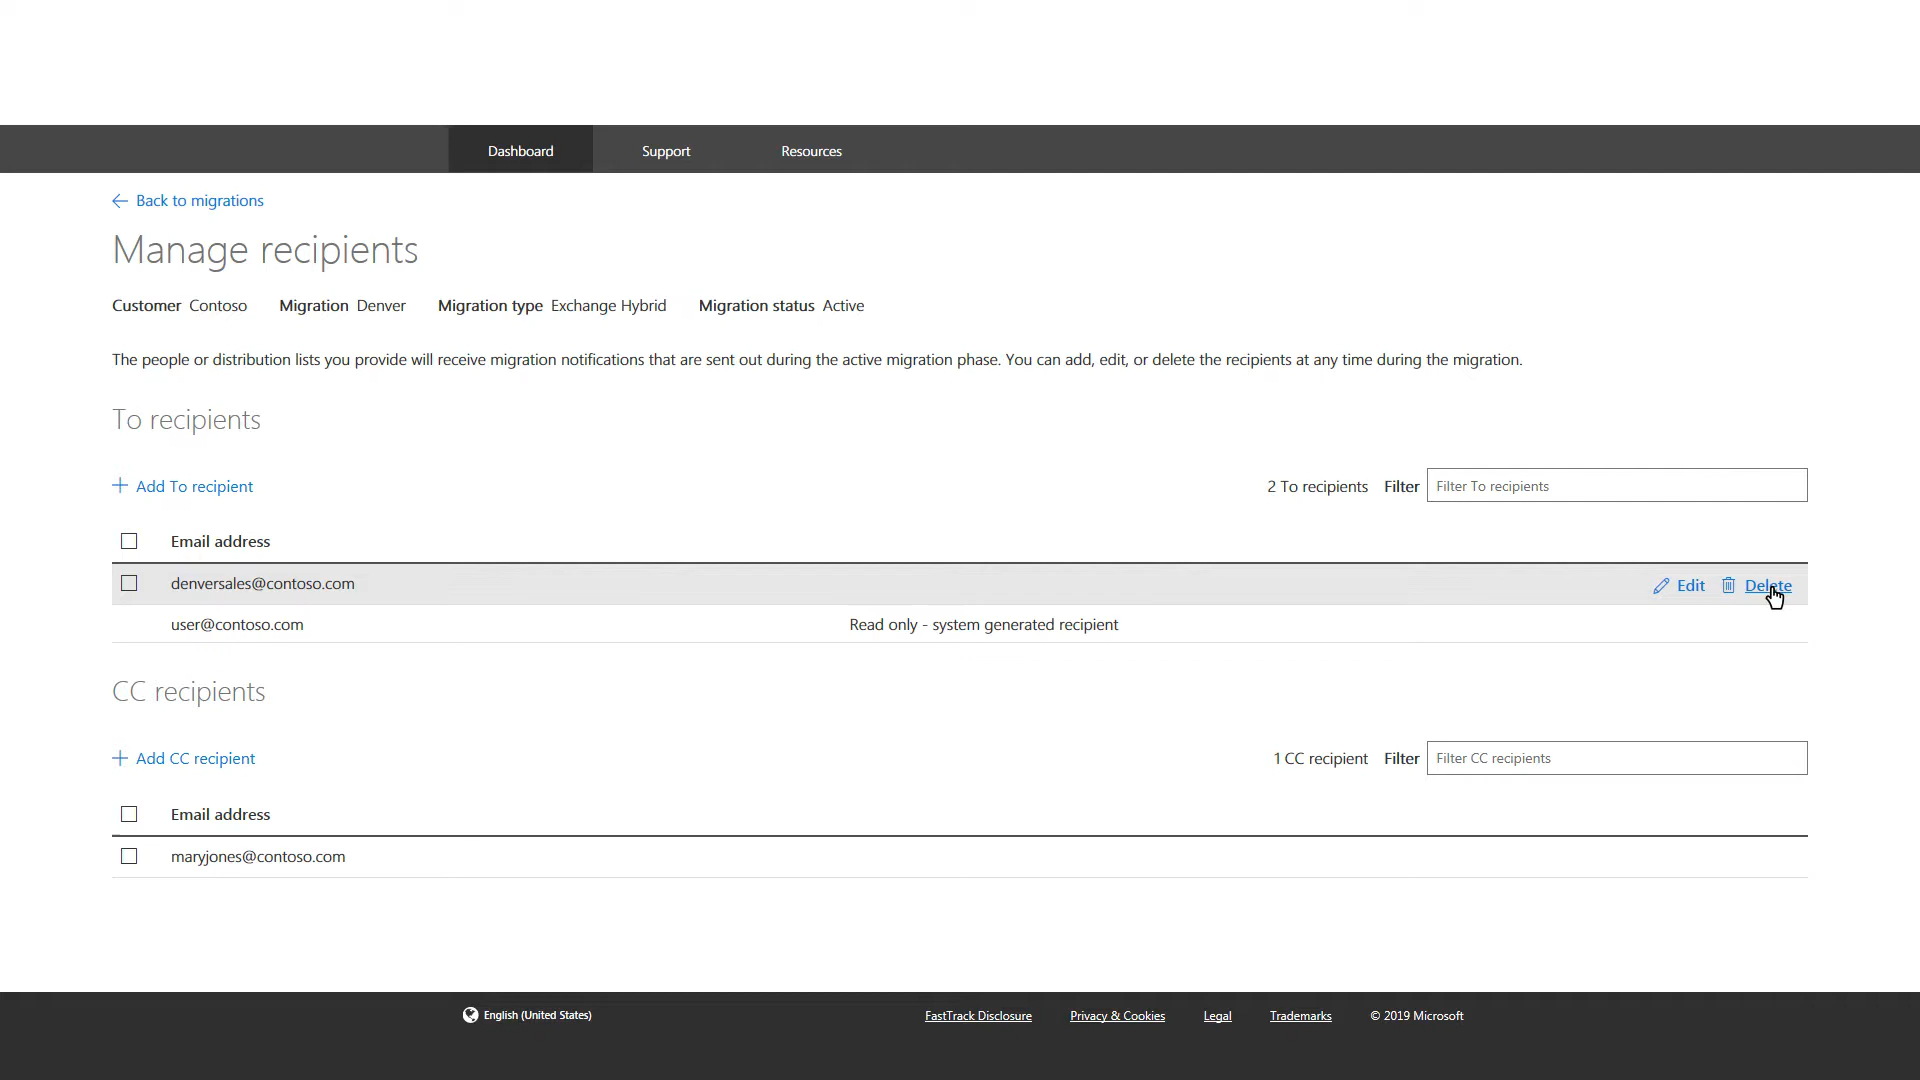 Dashboard Support Resources
Back to migrations
Manage recipients
Customer Contoso Migration Denver Migration type Exchange Hybrid Migration status Active
The people or distribution lists you provide will receive migration notifications that are sent out during the active migration phase. You can add, edit, or delete the recipients at any time during the migration.
To recipients
Add To recipient 2 To recipients Filter Filter To recipients
Email address
denversales@contoso.com Edit Delete
user@contoso.com Read only - system generated recipient
CC recipients
Add CC recipient 1 CC recipient Filter Filter CC recipients
Email address
maryjones@contoso.com
English (United States) FastTrack Disclosure Privacy & Cookies Legal Trademarks © 2019 Microsoft